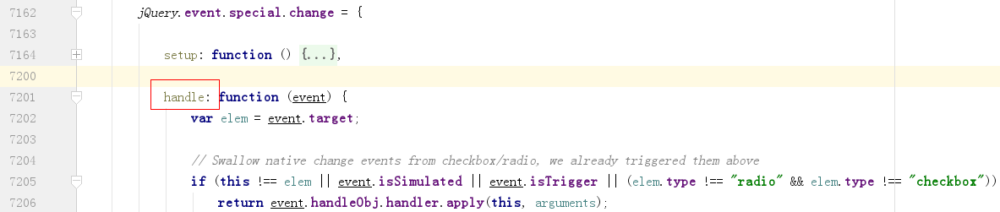 7162 jQuery.event.special.change = {
7163
7164 setup: function () {...},
7200
7201 handle: function (event) {
7202 var elem = event.target;
7203
7204 // Swallow native change events from checkbox/radio, we already triggered them above
7205 if (this !== elem || event.isSimulated || event.isTrigger || (elem.type !== "radio" && elem.type !== "checkbox"))
7206 return event.handleObj.handler.apply(this, arguments);